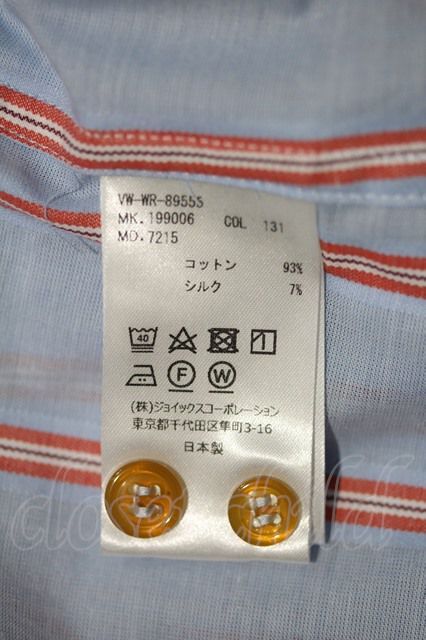 VW-WR-89555
MK.199006 COL 131
MD.7215
コットン 93%
シルク 7%
40
F W
(株)ジョイックスコーポレーション
東京都千代田区隼町3-16
日本製
closet child